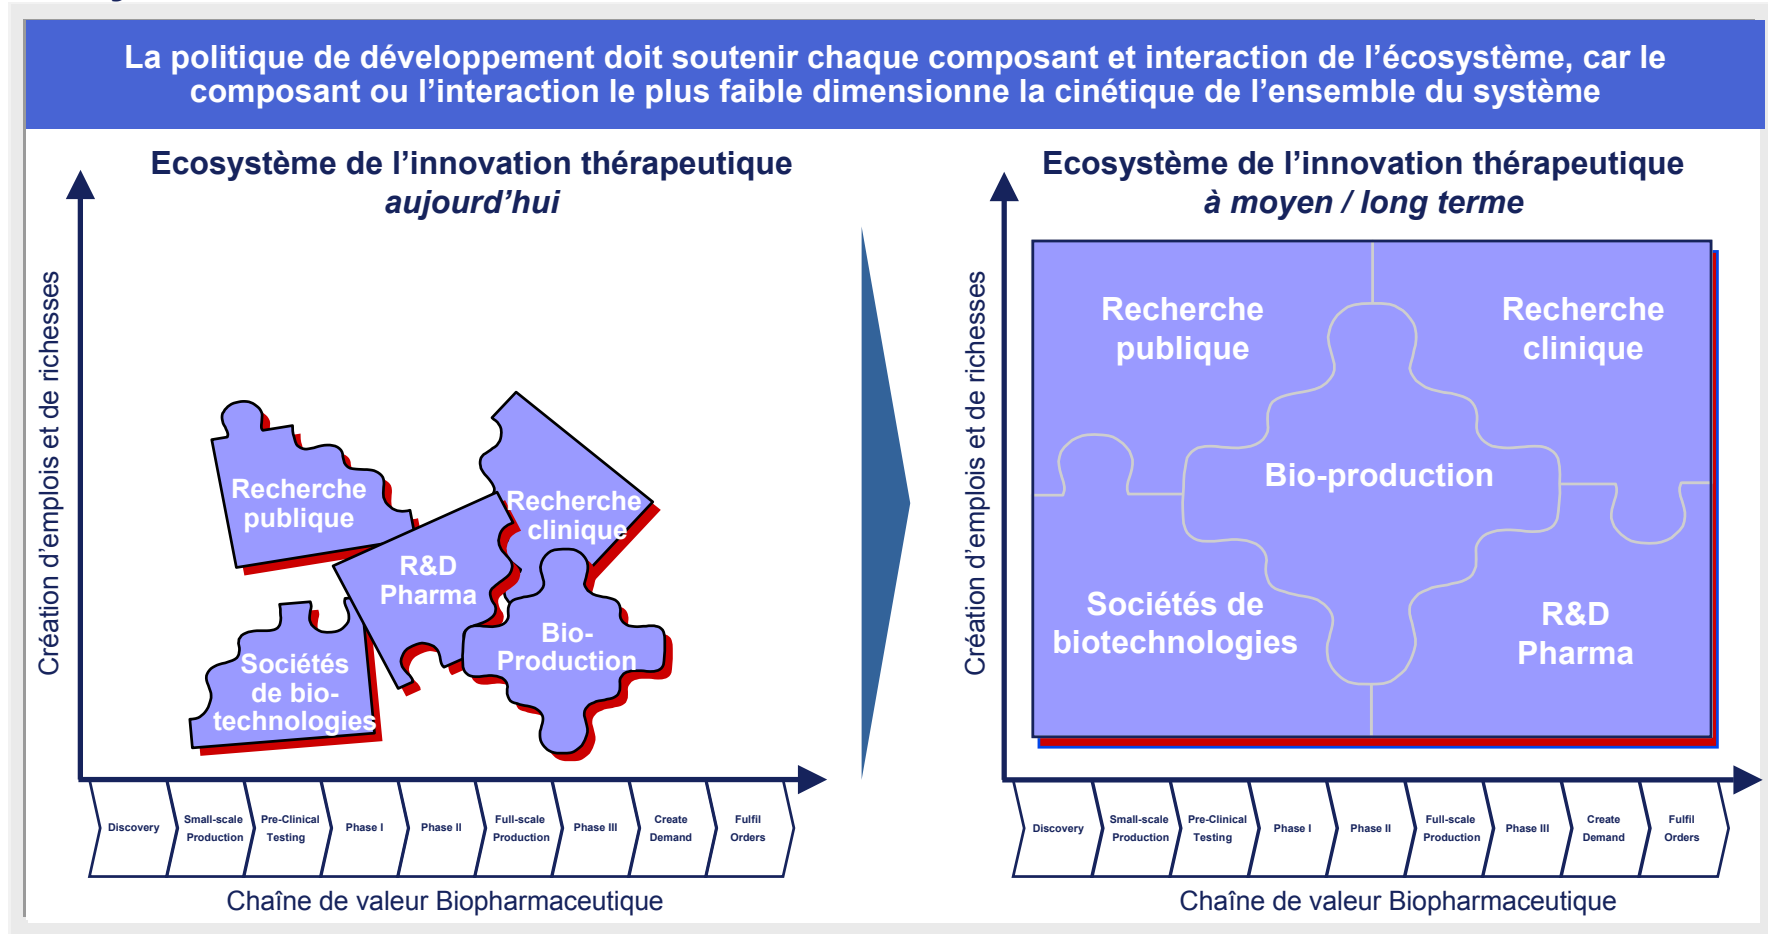 La politique de développement doit soutenir chaque composant et interaction de l’écosystème, car le
composant ou l’interaction le plus faible dimensionne la cinétique de l’ensemble du système
Ecosystème de l’innovation thérapeutique
aujourd’hui
Création d’emplois et de richesses
Recherche
publique
Recherche
clinique
R&D
Pharma
Bio-
Production
Sociétés
de bio-
technologies
Discovery
Small-scale
Production
Pre-Clinical
Testing
Phase I
Phase II
Full-scale
Production
Phase III
Create
Demand
Fulfil
Orders
Chaîne de valeur Biopharmaceutique
Ecosystème de l’innovation thérapeutique
à moyen / long terme
Création d’emplois et de richesses
Recherche
publique
Recherche
clinique
Bio-production
Sociétés de
biotechnologies
R&D
Pharma
Discovery
Small-scale
Production
Pre-Clinical
Testing
Phase I
Phase II
Full-scale
Production
Phase III
Create
Demand
Fulfil
Orders
Chaîne de valeur Biopharmaceutique